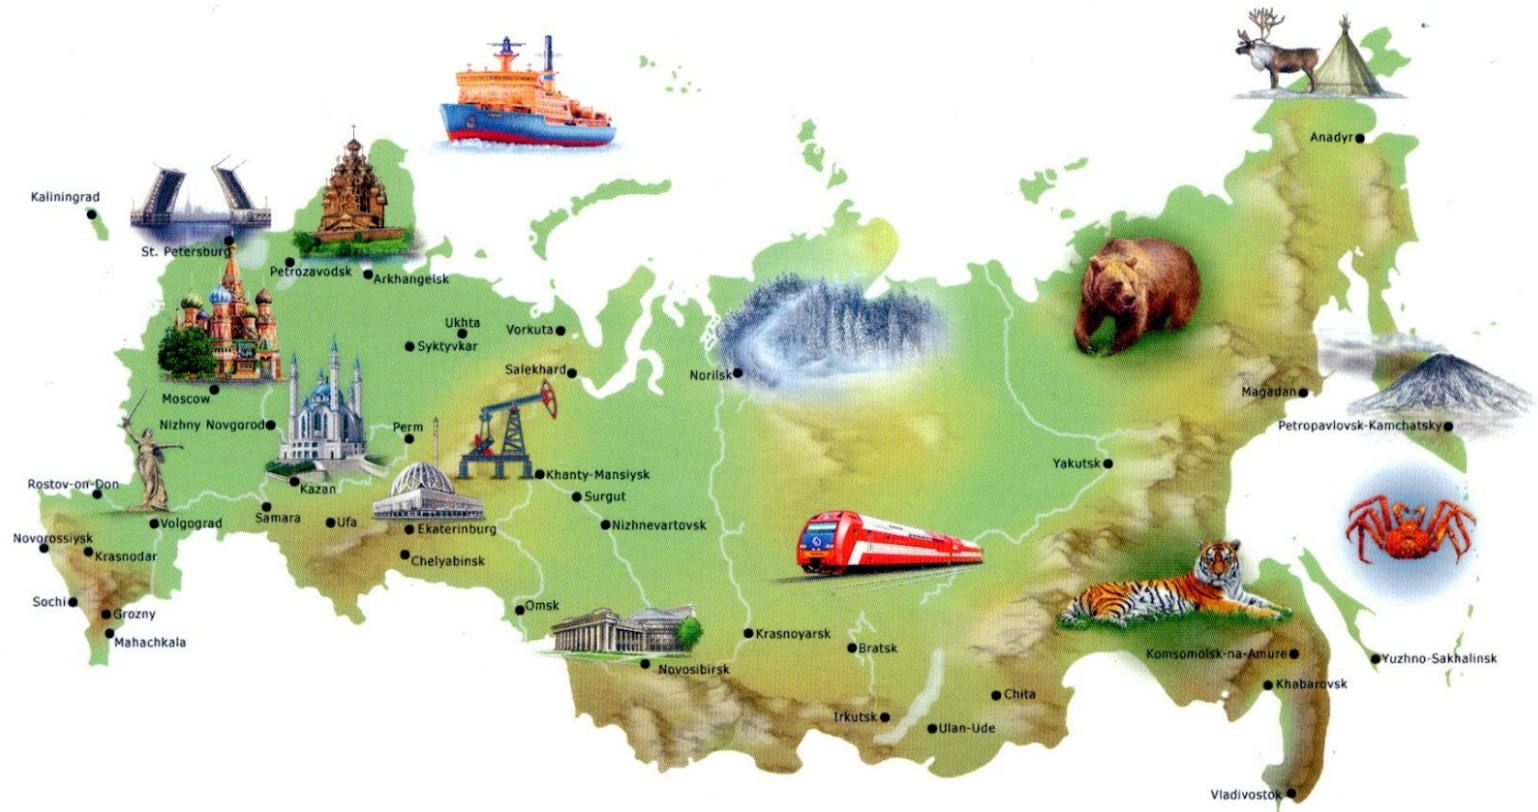 Anadyr
Kaliningrad
St. Petersburg
Petrozavodsk
Arkhangelsk
Ukhta
Vorkuta
Syktyvkar
Salekhard
Norilsk
Moscow
Magadan
Nizhny Novgorod
Perm
Petropavlovsk-Kamchatsky
Yakutsk
Khanty-Mansiysk
Rostov-on-Don
Kazan
Surgut
Samara
Volgograd
Ufa
Ekaterinburg
Nizhnevartovsk
Novorossiysk
Krasnodar
Chelyabinsk
Sochi
Omsk
Grozny
Mahachkala
Krasnoyarsk
Bratsk
Komsomolsk-na-Amure
Yuzhno-Sakhalinsk
Novosibirsk
Khabarovsk
Chita
Irkutsk
Ulan-Ude
Vladivostok